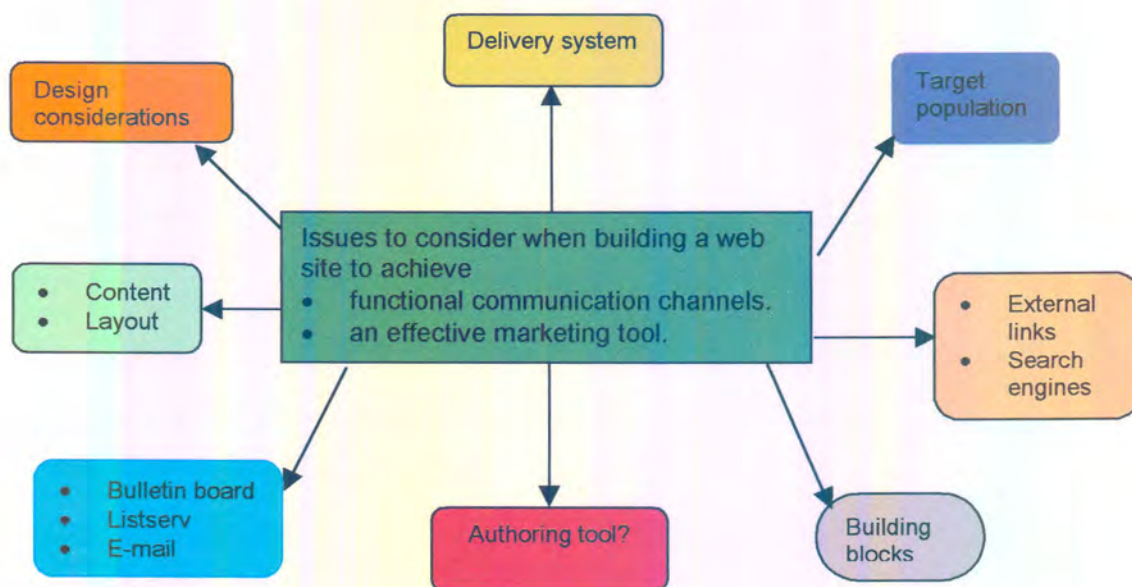 Delivery system
Design
considerations
Target
population
Issues to consider when building a web
site to achieve
• functional communication channels.
• an effective marketing tool.
• Content
• Layout
• External
links
• Search
engines
• Bulletin board
• Listserv
• E-mail
Authoring tool?
Building
blocks